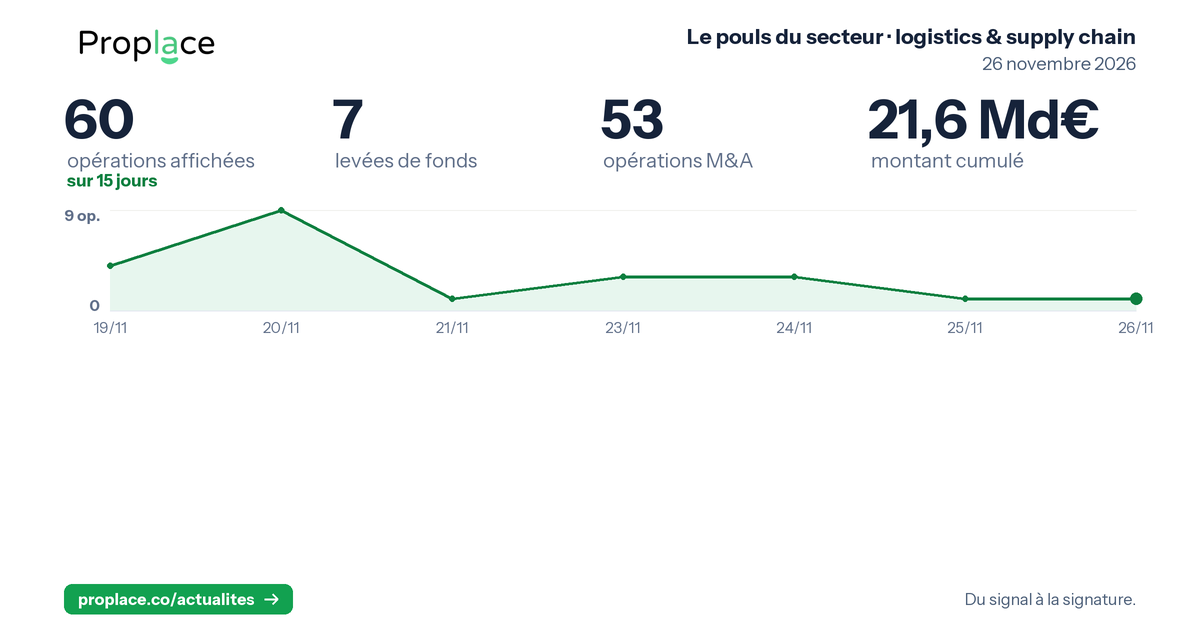 Proplace
Le pouls du secteur · logistics & supply chain
26 novembre 2026
60
opérations affichées
sur 15 jours
7
levées de fonds
53
opérations M&A
21,6 Md€
montant cumulé
9 op.
0
19/11
20/11
21/11
23/11
24/11
25/11
26/11
proplace.co/actualites →
Du signal à la signature.